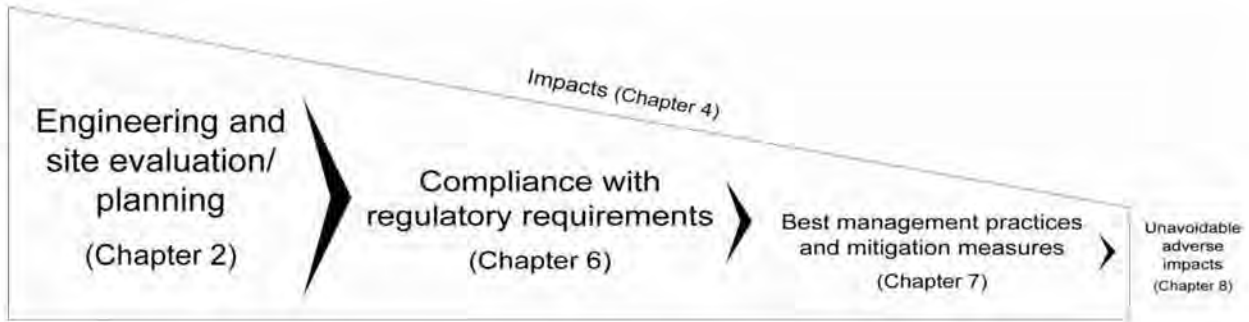 Impacts (Chapter 4)
Engineering and
site evaluation/
planning
(Chapter 2)
Compliance with
regulatory requirements
(Chapter 6)
Best management practices
and mitigation measures
(Chapter 7)
Unavoidable
adverse
impacts
(Chapter 8)